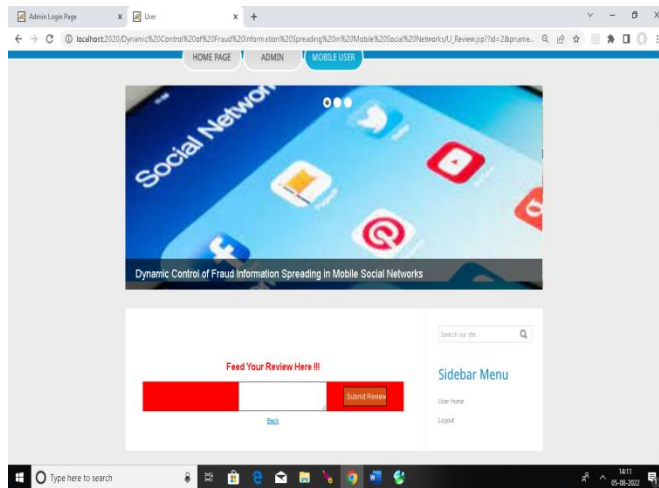 Admin Login Page
User
localhost:2020/Dynamic%20Control%20of%20Fraud%20Information%20Spreading%20in%20Mobile%20Social%20Networks/U_Review.jsp??id=2&pname..
HOME PAGE
ADMIN
MOBILE USER
Social Networ
Dynamic Control of Fraud Information Spreading in Mobile Social Networks
Search our site
Feed Your Review Here !!!
Submit Review
Back
Sidebar Menu
User Home
Logout
Type here to search
14:11
05-08-2022